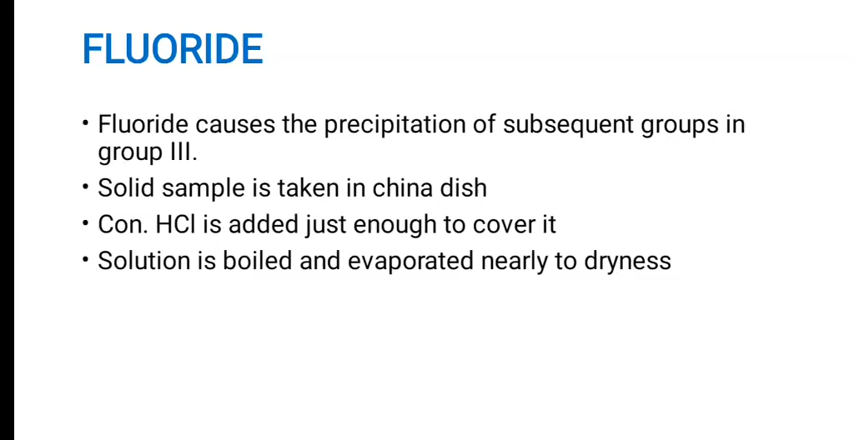 FLUORIDE
• Fluoride causes the precipitation of subsequent groups in
group III.
• Solid sample is taken in china dish
• Con. HCl is added just enough to cover it
• Solution is boiled and evaporated nearly to dryness